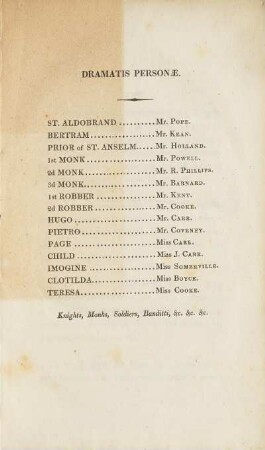 DRAMATIS PERSONÆ.
ST. ALDOBRAND............Mr. Pope.
BERTRAM..................Mr. Kean.
PRIOR of ST. ANSELM.....Mr. Holland.
1st MONK.................Mr. Powell.
2d MONK..................Mr. R. Phillips.
3d MONK..................Mr. Barnard.
1st ROBBER...............Mr. Kent.
2d ROBBER................Mr. Cooke.
HUGO.....................Mr. Carr.
PIETRO...................Mr. Coveney.
PAGE.....................Miss Carr.
CHILD....................Miss J. Carr.
IMOGINE..................Miss Somerville.
CLOTILDA.................Miss Boyce.
TERESA...................Miss Cooke.
Knights, Monks, Soldiers, Banditti, &c. &c. &c.